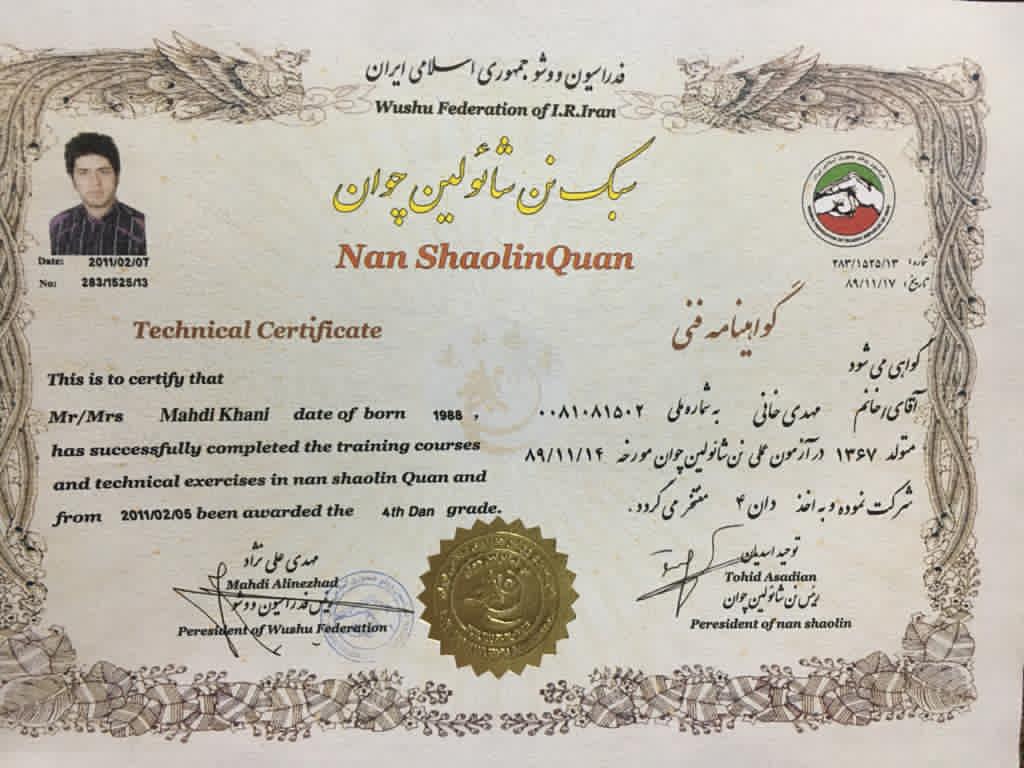 فدراسیون ووشو جمهوری اسلامی ایران
Wushu Federation of I.R.Iran
سبک نن شائولین چوان
Nan ShaolinQuan
Date: 2011/02/07
No: 283/1525/13
شماره: ۲۸۳/۱۵۲۵/۱۳
تاریخ: ۸۹/۱۱/۱۷
Technical Certificate
This is to certify that
Mr/Mrs Mahdi Khani date of born 1988 ,
has successfully completed the training courses
and technical exercises in nan shaolin Quan and
from 2011/02/05 been awarded the 4th Dan grade.
گواهینامه فنی
گواهی می شود
آقای/خانم مهدی خانی به شماره ملی ۰۰۸۱۰۸۱۵۰۲
متولد ۱۳۶۷ در آزمون عملی نن شائولین چوان مورخه ۸۹/۱۱/۱۴
شرکت نموده و به اخذ دان ۴ مفتخر می گردد.
مهدی علی نژاد
Mahdi Alinezhad
رییس فدراسیون ووشو
Peresident of Wushu Federation
توحید اسدیان
Tohid Asadian
رییس نن شائولین چوان
Peresident of nan shaolin